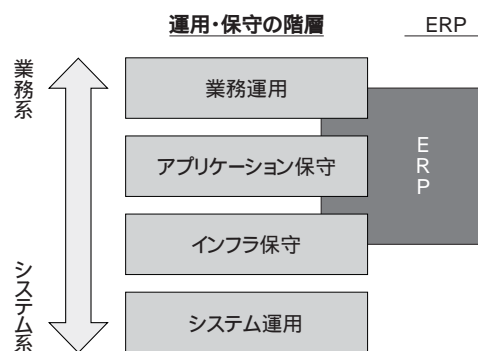 運用・保守の階層
ERP
業務系
業務運用
アプリケーション保守
ERP
インフラ保守
システム系
システム運用